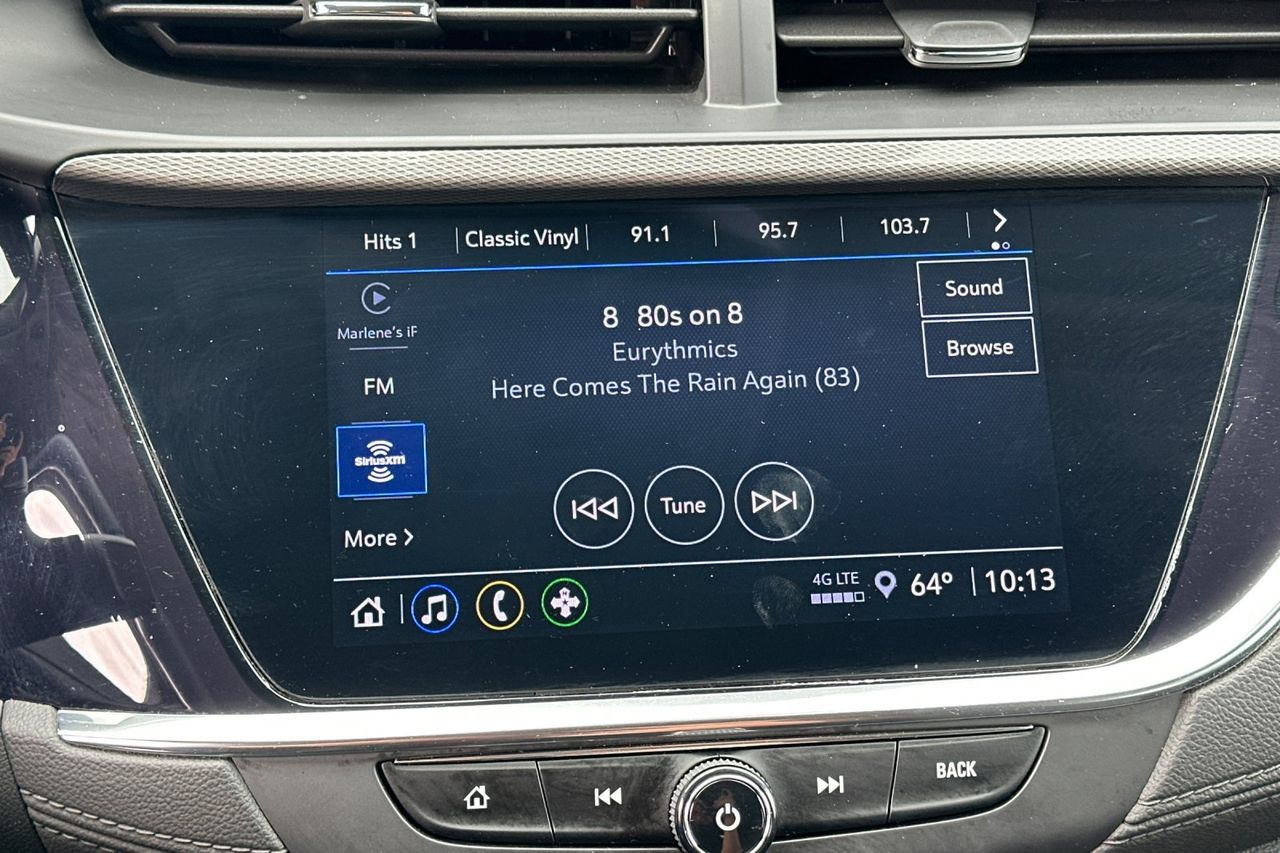 Hits 1 Classic Vinyl 91.1 95.7 103.7
Marlene's iF
FM
SiriusXM
More
8 80s on 8
Eurythmics
Here Comes The Rain Again (83)
Sound
Browse
Tune
4G LTE
64° 10:13
BACK